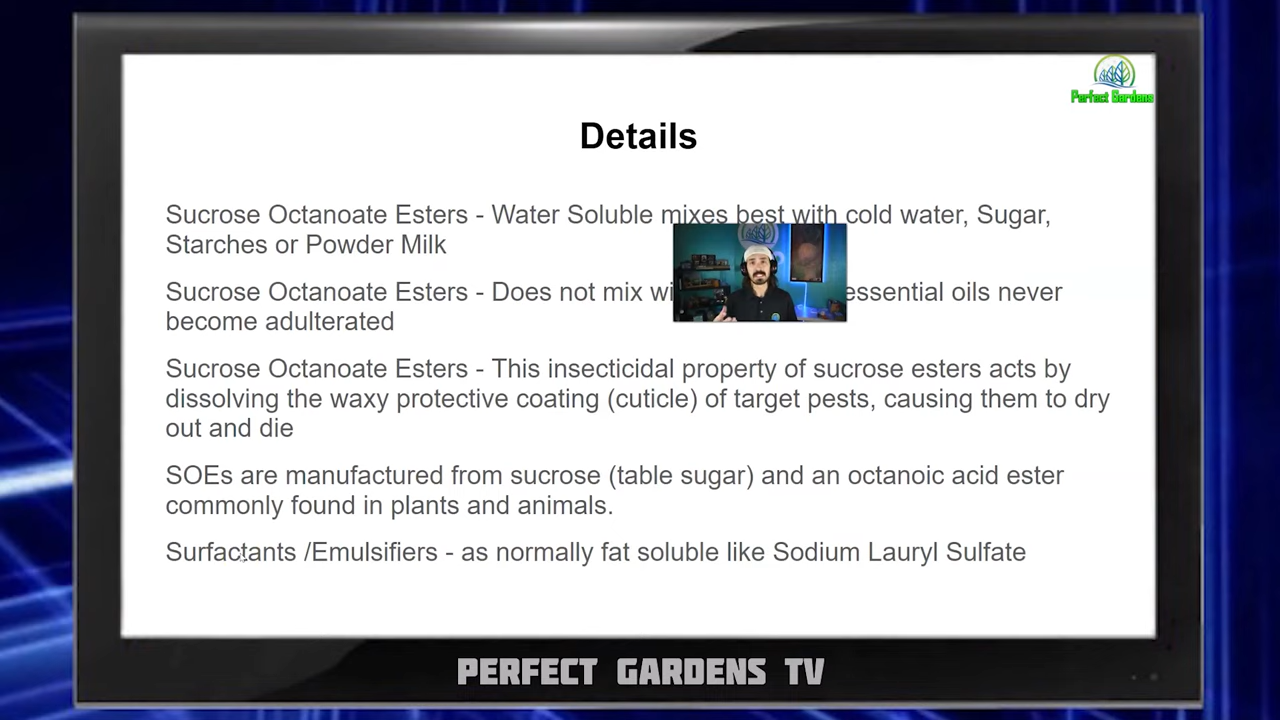 Perfect Gardens
Details
Sucrose Octanoate Esters - Water Soluble mixes best with cold water, Sugar,
Starches or Powder Milk
Sucrose Octanoate Esters - Does not mix essential oils never
become adulterated
Sucrose Octanoate Esters - This insecticidal property of sucrose esters acts by
dissolving the waxy protective coating (cuticle) of target pests, causing them to dry
out and die
SOEs are manufactured from sucrose (table sugar) and an octanoic acid ester
commonly found in plants and animals.
Surfactants /Emulsifiers - as normally fat soluble like Sodium Lauryl Sulfate
PERFECT GARDENS TV